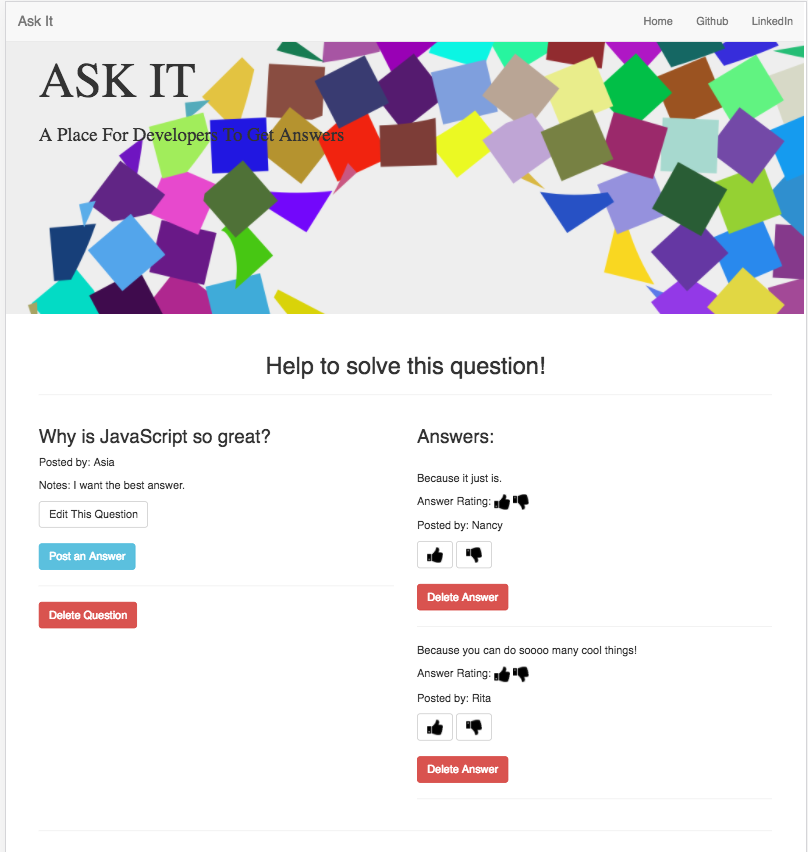 Ask It
Home Github LinkedIn
ASK IT
A Place For Developers To Get Answers
Help to solve this question!
Why is JavaScript so great?
Posted by: Asia
Notes: I want the best answer.
Edit This Question
Post an Answer
Delete Question
Answers:
Because it just is.
Answer Rating:
Posted by: Nancy
Delete Answer
Because you can do soooo many cool things!
Answer Rating:
Posted by: Rita
Delete Answer